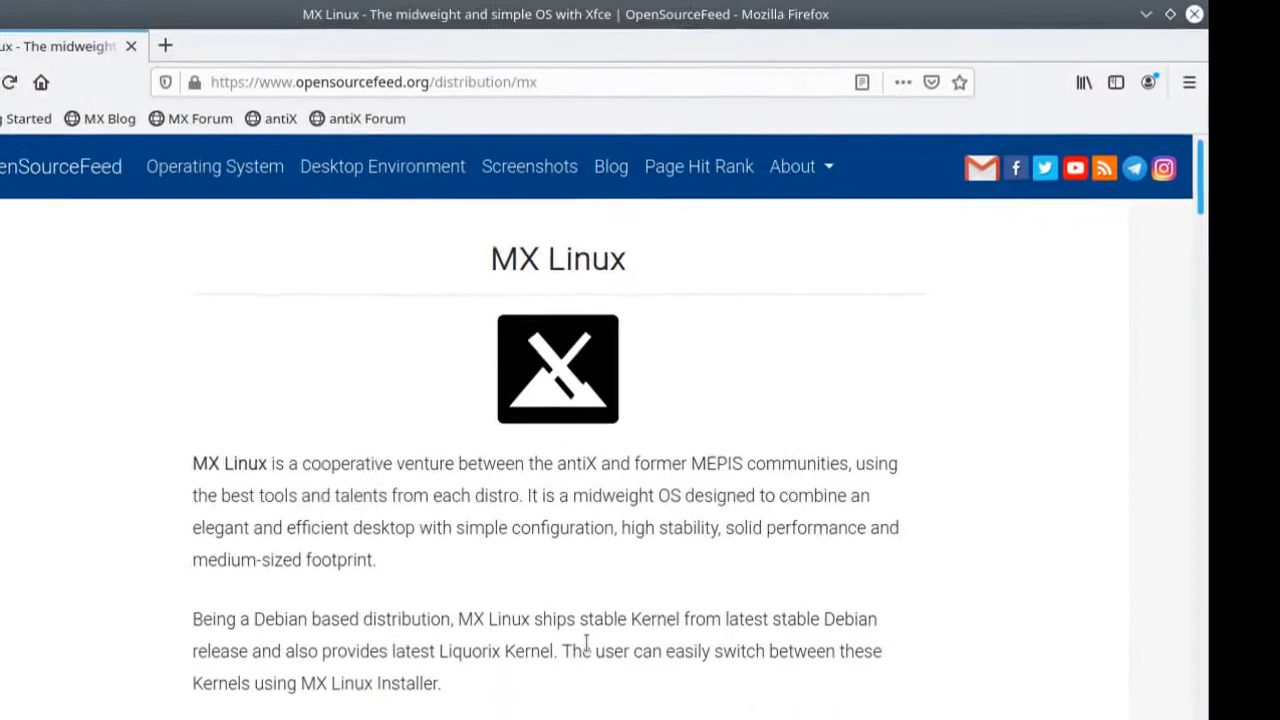 MX Linux - The midweight and simple OS with Xfce | OpenSourceFeed - Mozilla Firefox
ux - The midweight
https://www.opensourcefeed.org/distribution/mx
g Started MX Blog MX Forum antiX antiX Forum
enSourceFeed Operating System Desktop Environment Screenshots Blog Page Hit Rank About
MX Linux
MX Linux is a cooperative venture between the antiX and former MEPIS communities, using
the best tools and talents from each distro. It is a midweight OS designed to combine an
elegant and efficient desktop with simple configuration, high stability, solid performance and
medium-sized footprint.
Being a Debian based distribution, MX Linux ships stable Kernel from latest stable Debian
release and also provides latest Liquorix Kernel. The user can easily switch between these
Kernels using MX Linux Installer.